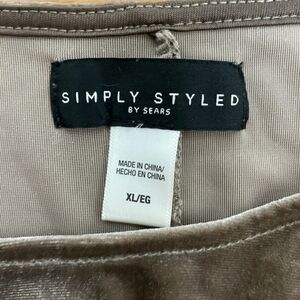 SIMPLY STYLED
BY SEARS
MADE IN CHINA/
HECHO EN CHINA
XL/EG